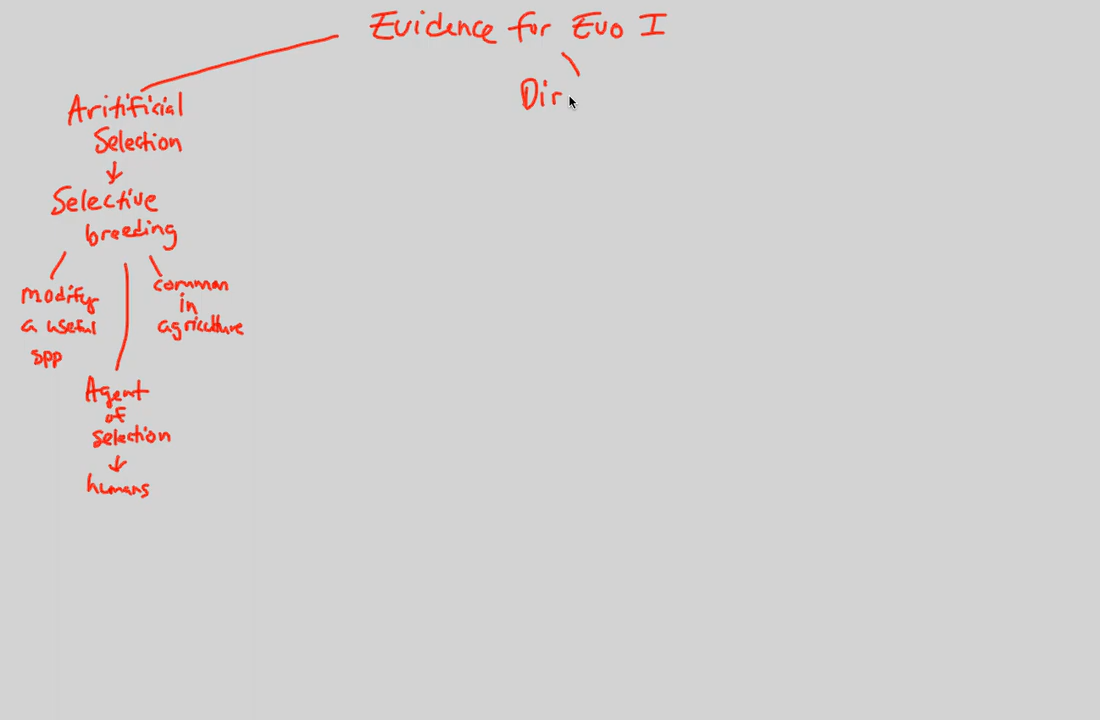 Evidence for Evo I
Aritificial
Selection
Selective
breeding
modify
a useful
spp
common
in
agriculture
Agent
of
selection
humans
Dir